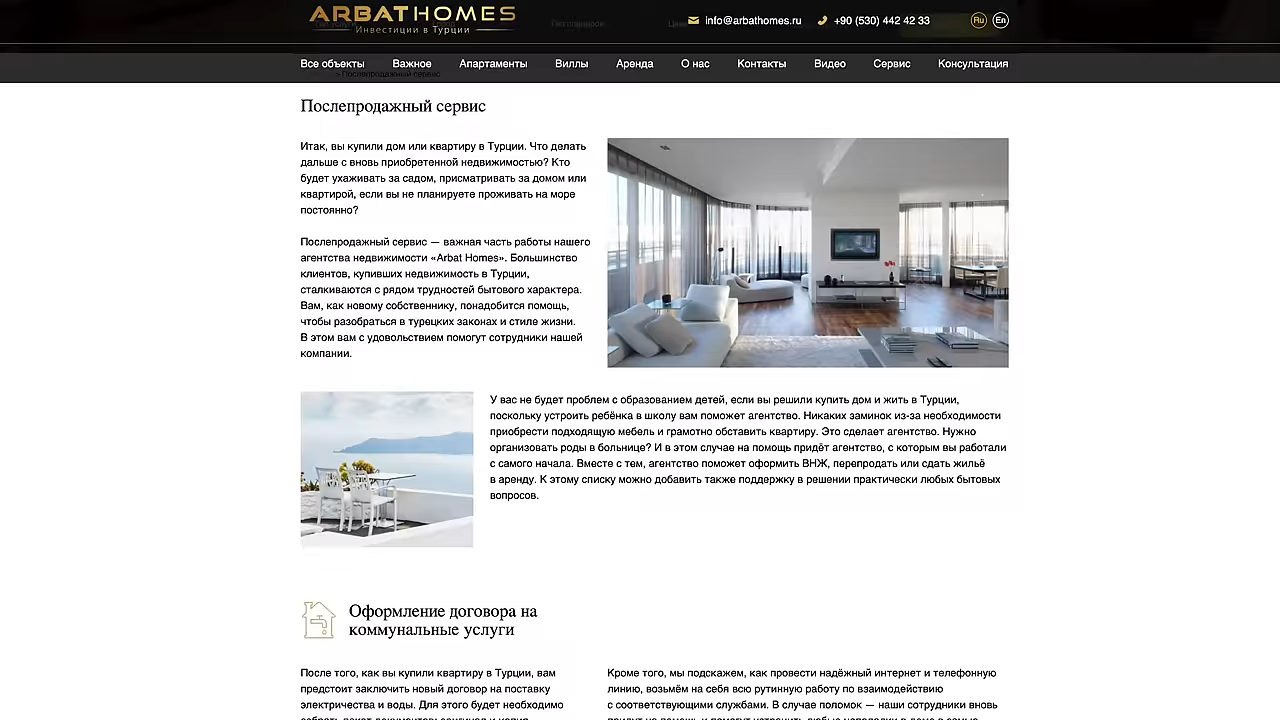 ARBATHOMES
Инвестиции в Турции
info@arbathomes.ru
+90 (530) 442 42 33
Ru
En
Все объекты Важное Апартаменты Виллы Аренда О нас Контакты Видео Сервис Консультация
Послепродажный сервис
Послепродажный сервис
Итак, вы купили дом или квартиру в Турции. Что делать
дальше с вновь приобретенной недвижимостью? Кто
будет ухаживать за садом, присматривать за домом или
квартирой, если вы не планируете проживать на море
постоянно?
Послепродажный сервис — важная часть работы нашего
агентства недвижимости «Arbat Homes». Большинство
клиентов, купивших недвижимость в Турции,
сталкиваются с рядом трудностей бытового характера.
Вам, как новому собственнику, понадобится помощь,
чтобы разобраться в турецких законах и стиле жизни.
В этом вам с удовольствием помогут сотрудники нашей
компании.
У вас не будет проблем с образованием детей, если вы решили купить дом и жить в Турции,
поскольку устроить ребёнка в школу вам поможет агентство. Никаких заминок из-за необходимости
приобрести подходящую мебель и грамотно обставить квартиру. Это сделает агентство. Нужно
организовать роды в больнице? И в этом случае на помощь придёт агентство, с которым вы работали
с самого начала. Вместе с тем, агентство поможет оформить ВНЖ, перепродать или сдать жильё
в аренду. К этому списку можно добавить также поддержку в решении практически любых бытовых
вопросов.
Оформление договора на
коммунальные услуги
После того, как вы купили квартиру в Турции, вам
предстоит заключить новый договор на поставку
электричества и воды. Для этого будет необходимо
Кроме того, мы подскажем, как провести надёжный интернет и телефонную
линию, возьмём на себя всю рутинную работу по взаимодействию
с соответствующими службами. В случае поломок — наши сотрудники вновь